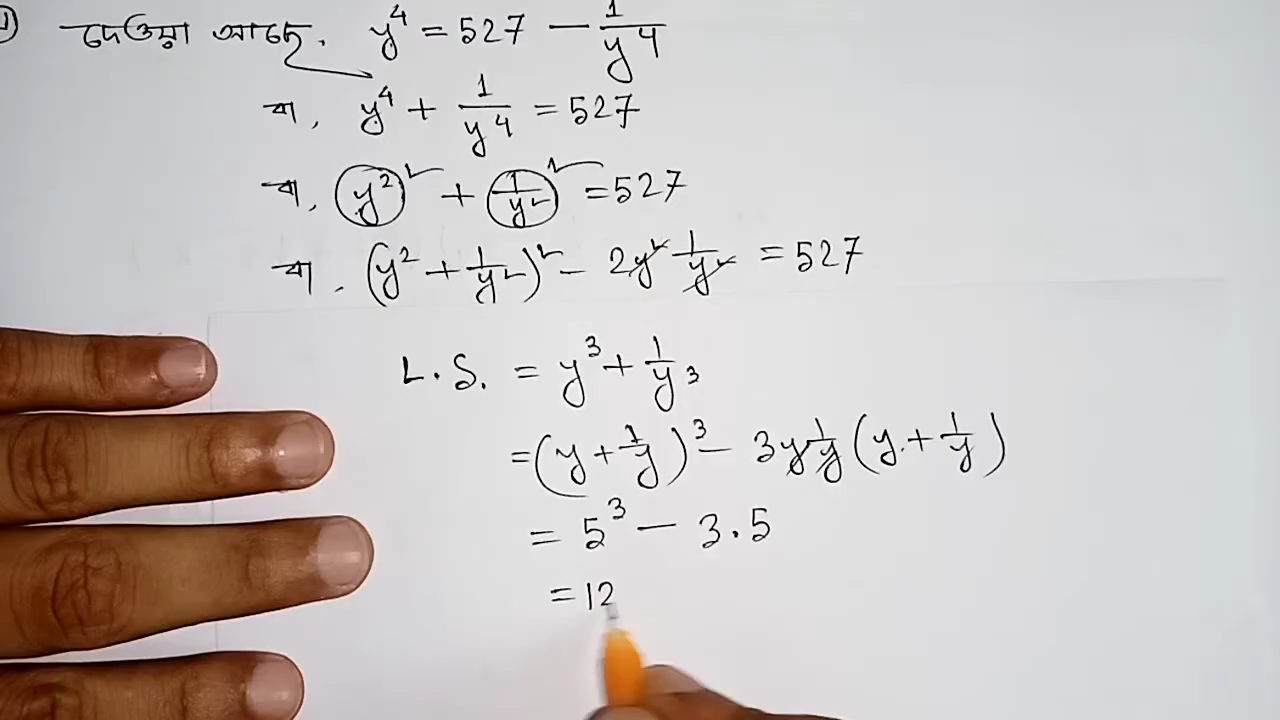 দেওয়া আছে, y⁴ = 527 − 1/y⁴
বা, y⁴ + 1/y⁴ = 527
বা, (y²)² + (1/y²)² = 527
বা, (y² + 1/y²)² − 2y² 1/y² = 527
L.S. = y³ + 1/y³
= (y + 1/y)³ − 3y 1/y (y + 1/y)
= 5³ − 3.5
= 12